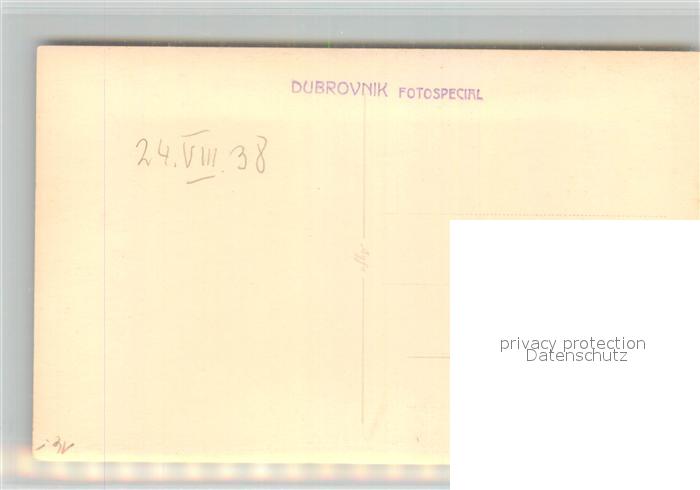 DUBROVNIK FOTOSPECIAL
24.VIII.38
privacy protection
Datenschutz